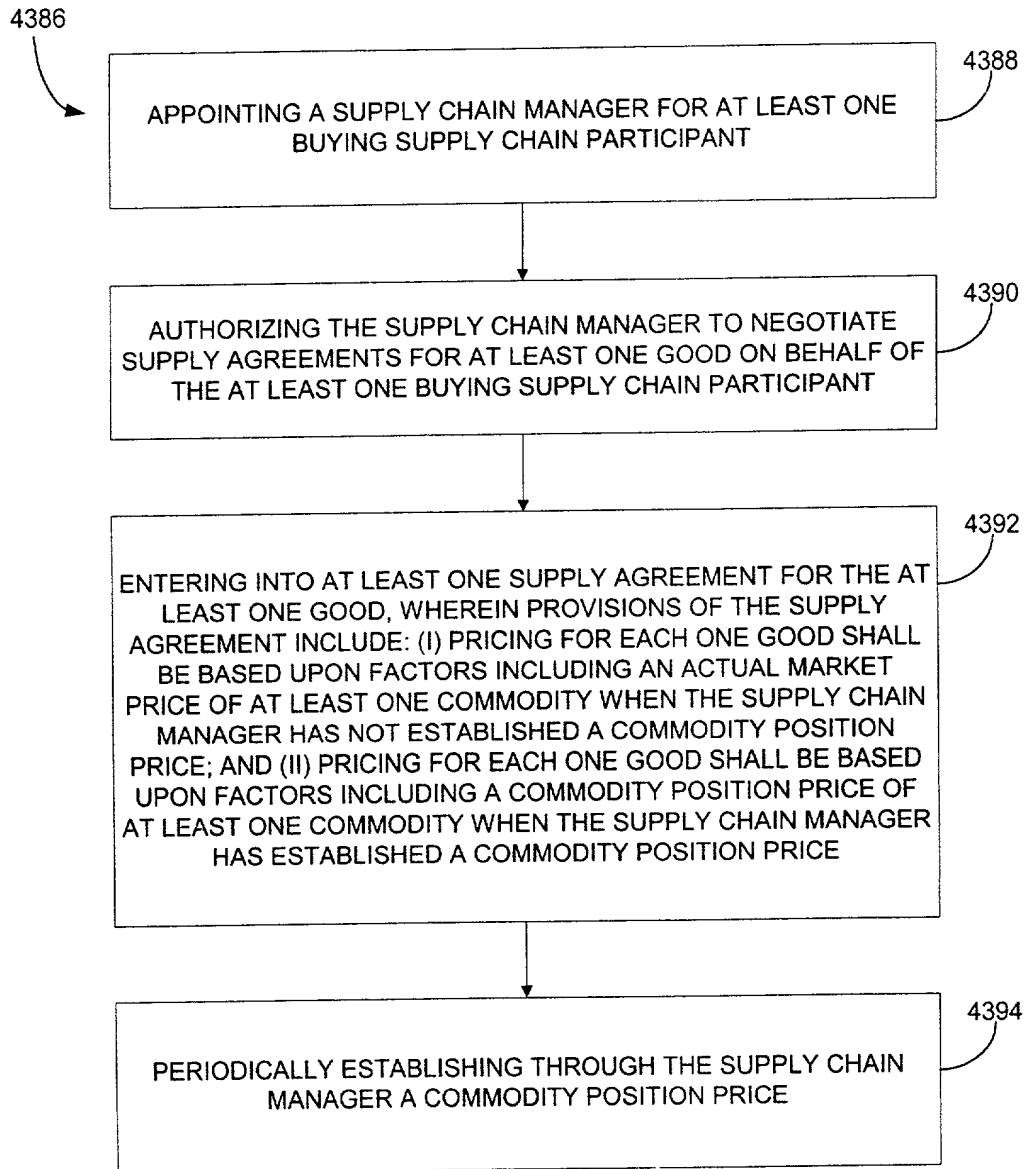 4386
4388
APPOINTING A SUPPLY CHAIN MANAGER FOR AT LEAST ONE
BUYING SUPPLY CHAIN PARTICIPANT
4390
AUTHORIZING THE SUPPLY CHAIN MANAGER TO NEGOTIATE
SUPPLY AGREEMENTS FOR AT LEAST ONE GOOD ON BEHALF OF
THE AT LEAST ONE BUYING SUPPLY CHAIN PARTICIPANT
4392
ENTERING INTO AT LEAST ONE SUPPLY AGREEMENT FOR THE AT
LEAST ONE GOOD, WHEREIN PROVISIONS OF THE SUPPLY
AGREEMENT INCLUDE: (I) PRICING FOR EACH ONE GOOD SHALL
BE BASED UPON FACTORS INCLUDING AN ACTUAL MARKET
PRICE OF AT LEAST ONE COMMODITY WHEN THE SUPPLY CHAIN
MANAGER HAS NOT ESTABLISHED A COMMODITY POSITION
PRICE; AND (II) PRICING FOR EACH ONE GOOD SHALL BE BASED
UPON FACTORS INCLUDING A COMMODITY POSITION PRICE OF
AT LEAST ONE COMMODITY WHEN THE SUPPLY CHAIN MANAGER
HAS ESTABLISHED A COMMODITY POSITION PRICE
4394
PERIODICALLY ESTABLISHING THROUGH THE SUPPLY CHAIN
MANAGER A COMMODITY POSITION PRICE